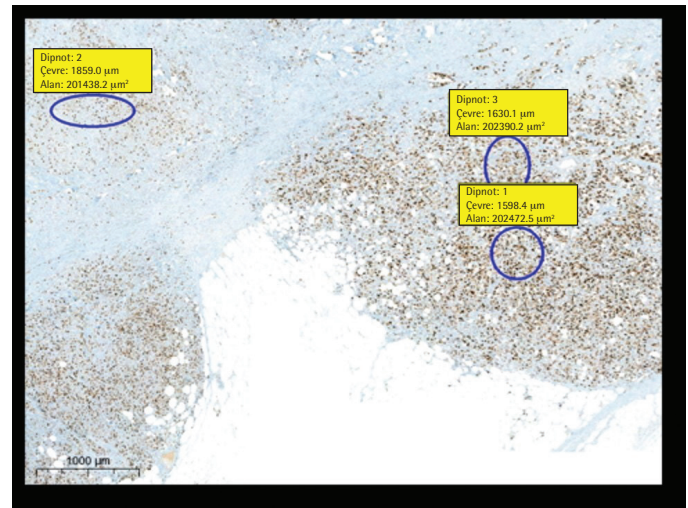 Dipnot: 2
Çevre: 1859.0 µm
Alan: 201438.2 µm²
Dipnot: 3
Çevre: 1630.1 µm
Alan: 202390.2 µm²
Dipnot: 1
Çevre: 1598.4 µm
Alan: 202472.5 µm²
1000 µm